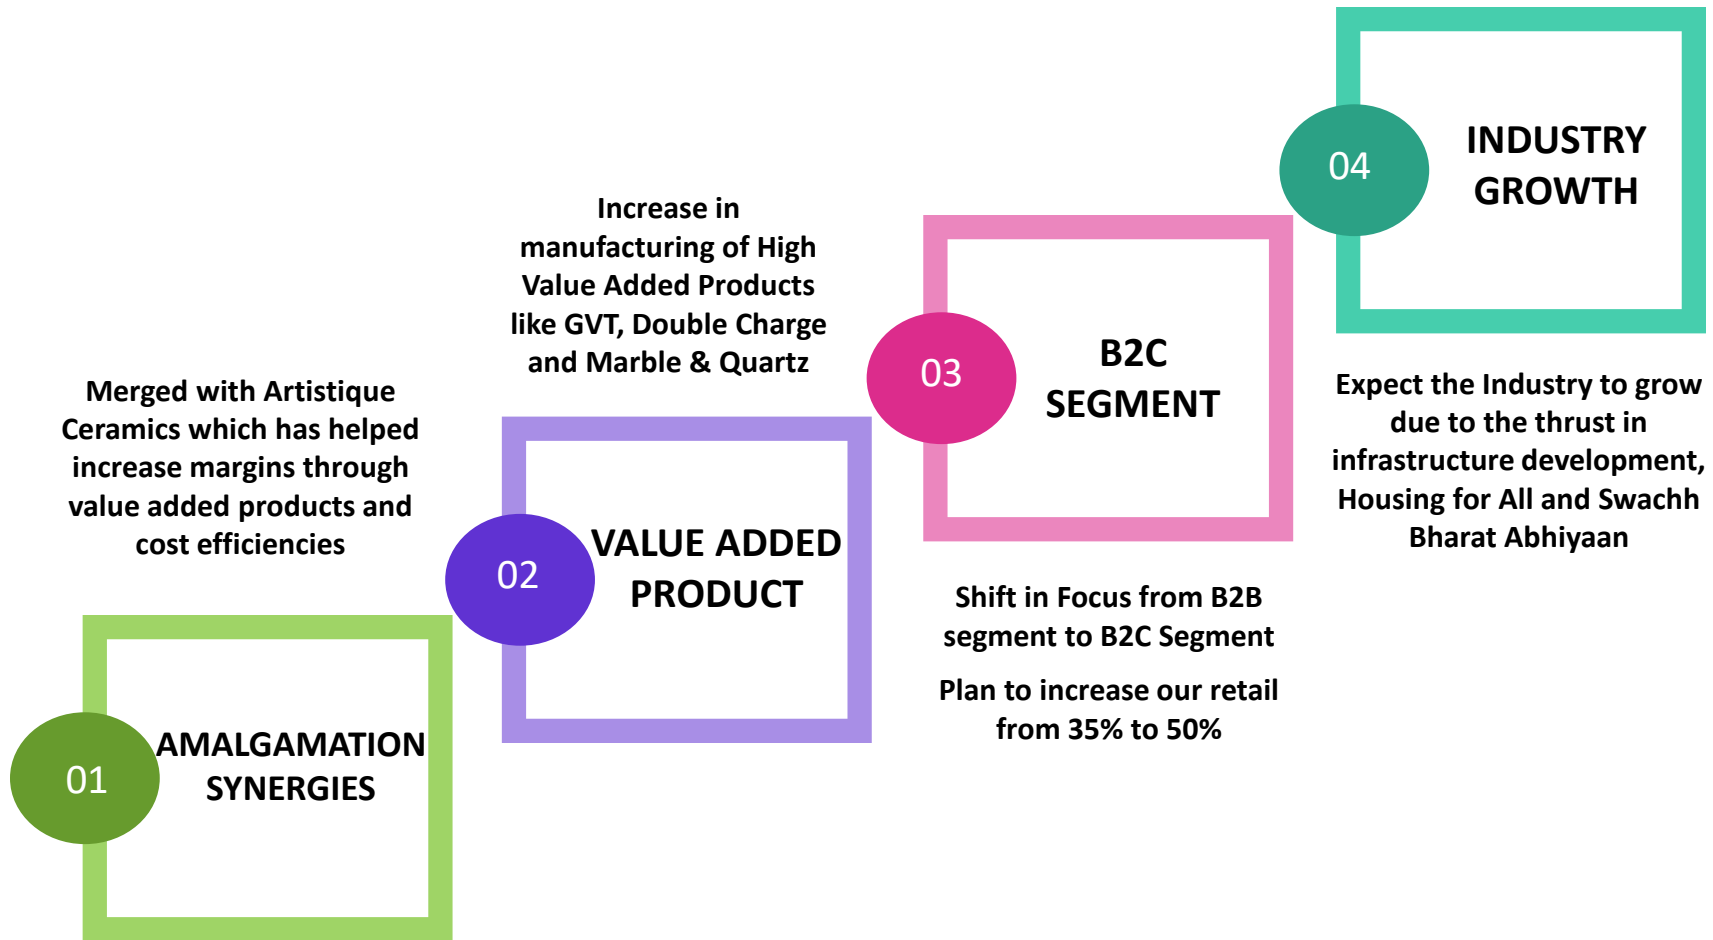 Merged with Artistique
Ceramics which has helped
increase margins through
value added products and
cost efficiencies
01
AMALGAMATION
SYNERGIES
Increase in
manufacturing of High
Value Added Products
like GVT, Double Charge
and Marble & Quartz
02
VALUE ADDED
PRODUCT
03
B2C
SEGMENT
Shift in Focus from B2B
segment to B2C Segment
Plan to increase our retail
from 35% to 50%
04
INDUSTRY
GROWTH
Expect the Industry to grow
due to the thrust in
infrastructure development,
Housing for All and Swachh
Bharat Abhiyaan